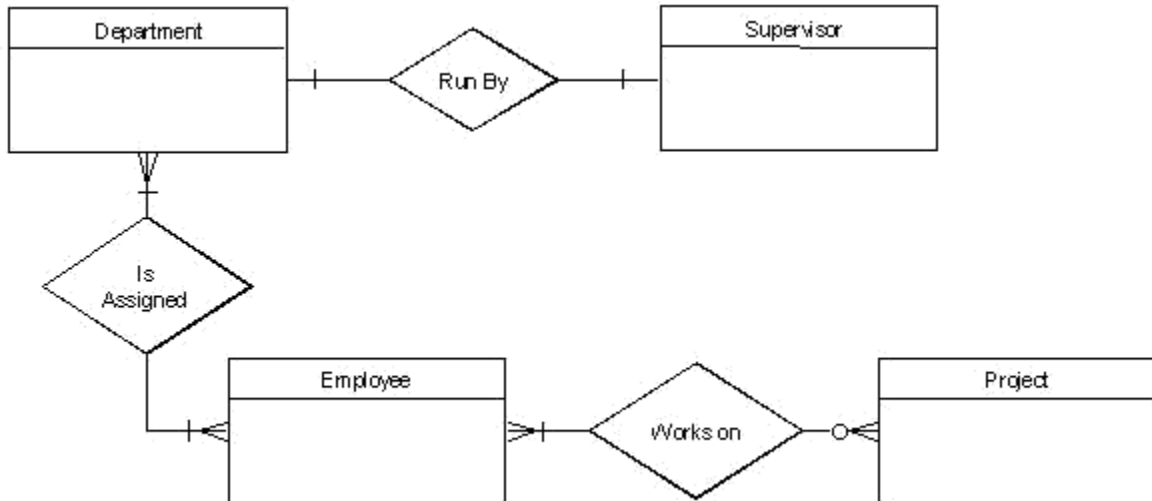 Department
Supervisor
Run By
Is
Assigned
Employee
Project
Works on